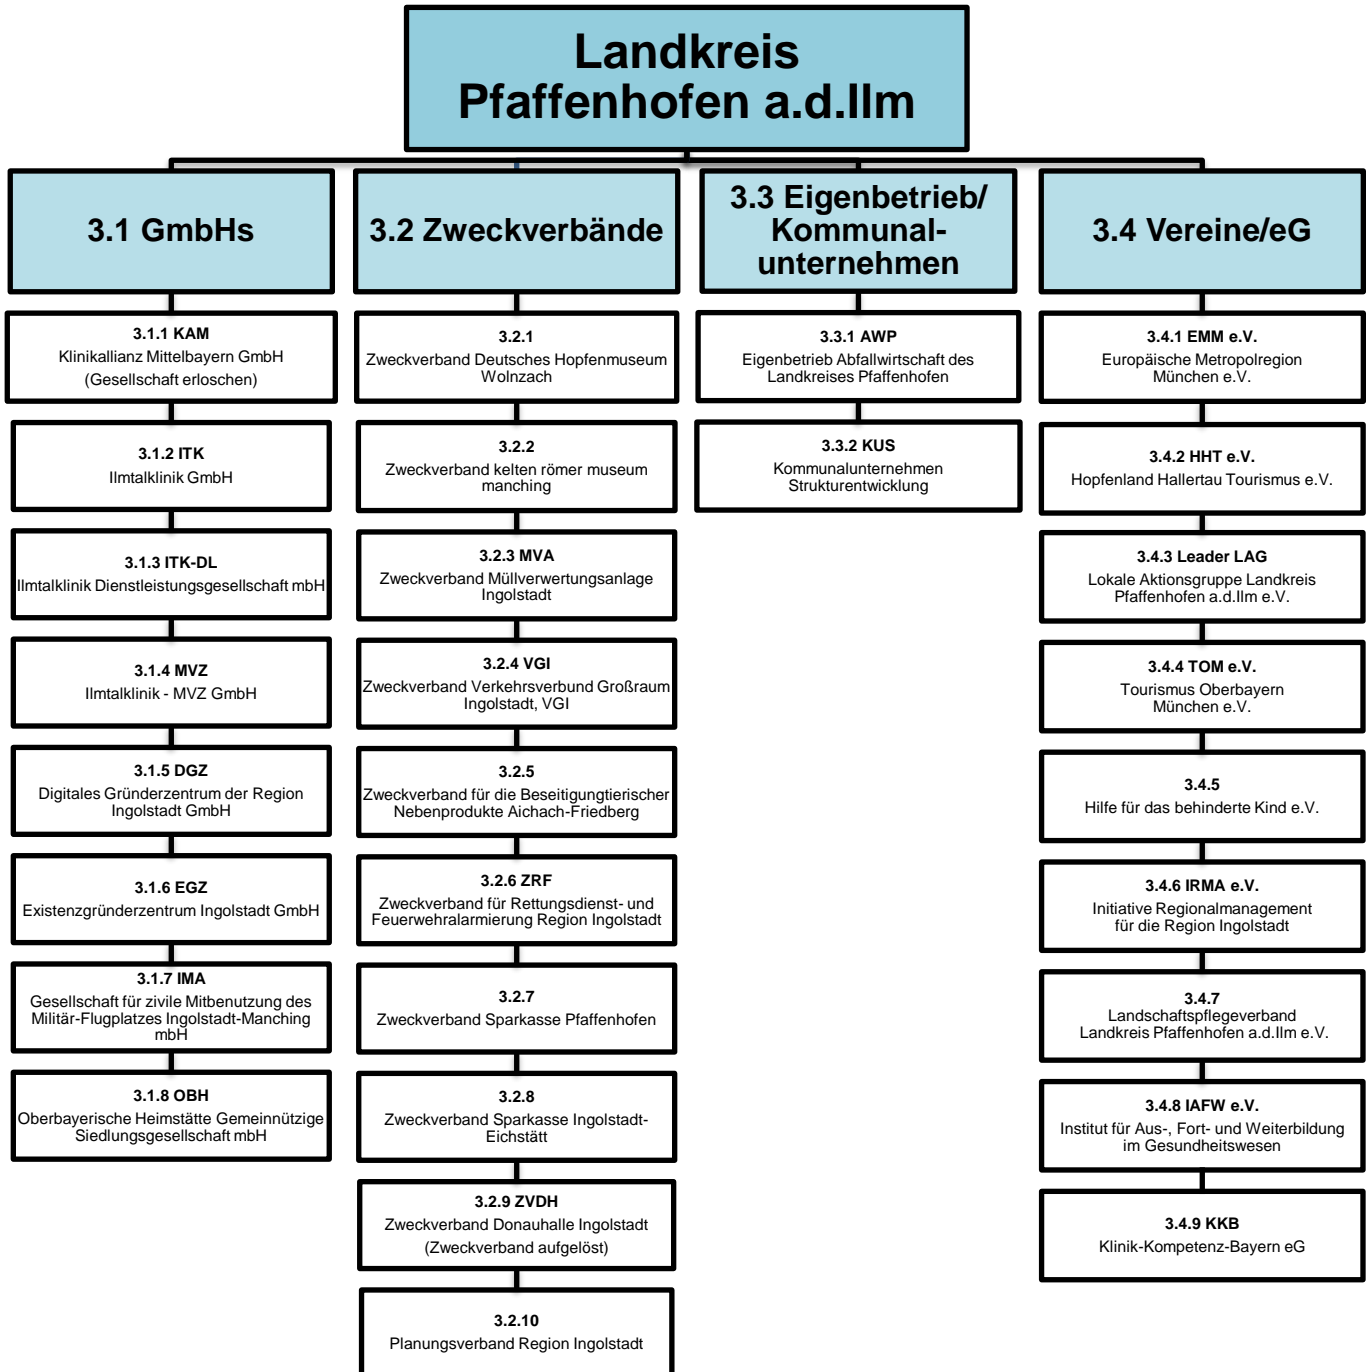 Landkreis
Pfaffenhofen a.d.Ilm
3.1 GmbHs
3.1.1 KAM
Klinikallianz Mittelbayern GmbH
(Gesellschaft erloschen)
3.1.2 ITK
Ilmtalklinik GmbH
3.1.3 ITK-DL
Ilmtalklinik Dienstleistungsgesellschaft mbH
3.1.4 MVZ
Ilmtalklinik - MVZ GmbH
3.1.5 DGZ
Digitales Gründerzentrum der Region
Ingolstadt GmbH
3.1.6 EGZ
Existenzgründerzentrum Ingolstadt GmbH
3.1.7 IMA
Gesellschaft für zivile Mitbenutzung des
Militär-Flugplatzes Ingolstadt-Manching
mbH
3.1.8 OBH
Oberbayerische Heimstätte Gemeinnützige
Siedlungsgesellschaft mbH
3.2 Zweckverbände
3.2.1
Zweckverband Deutsches Hopfenmuseum
Wolnzach
3.2.2
Zweckverband kelten römer museum
manching
3.2.3 MVA
Zweckverband Müllverwertungsanlage
Ingolstadt
3.2.4 VGI
Zweckverband Verkehrsverbund Großraum
Ingolstadt, VGI
3.2.5
Zweckverband für die Beseitigungtierischer
Nebenprodukte Aichach-Friedberg
3.2.6 ZRF
Zweckverband für Rettungsdienst- und
Feuerwehralarmierung Region Ingolstadt
3.2.7
Zweckverband Sparkasse Pfaffenhofen
3.2.8
Zweckverband Sparkasse Ingolstadt-
Eichstätt
3.2.9 ZVDH
Zweckverband Donauhalle Ingolstadt
(Zweckverband aufgelöst)
3.2.10
Planungsverband Region Ingolstadt
3.3 Eigenbetrieb/
Kommunal-
unternehmen
3.3.1 AWP
Eigenbetrieb Abfallwirtschaft des
Landkreises Pfaffenhofen
3.3.2 KUS
Kommunalunternehmen
Strukturentwicklung
3.4 Vereine/eG
3.4.1 EMM e.V.
Europäische Metropolregion
München e.V.
3.4.2 HHT e.V.
Hopfenland Hallertau Tourismus e.V.
3.4.3 Leader LAG
Lokale Aktionsgruppe Landkreis
Pfaffenhofen a.d.Ilm e.V.
3.4.4 TOM e.V.
Tourismus Oberbayern
München e.V.
3.4.5
Hilfe für das behinderte Kind e.V.
3.4.6 IRMA e.V.
Initiative Regionalmanagement
für die Region Ingolstadt
3.4.7
Landschaftspflegeverband
Landkreis Pfaffenhofen a.d.Ilm e.V.
3.4.8 IAFW e.V.
Institut für Aus-, Fort- und Weiterbildung
im Gesundheitswesen
3.4.9 KKB
Klinik-Kompetenz-Bayern eG